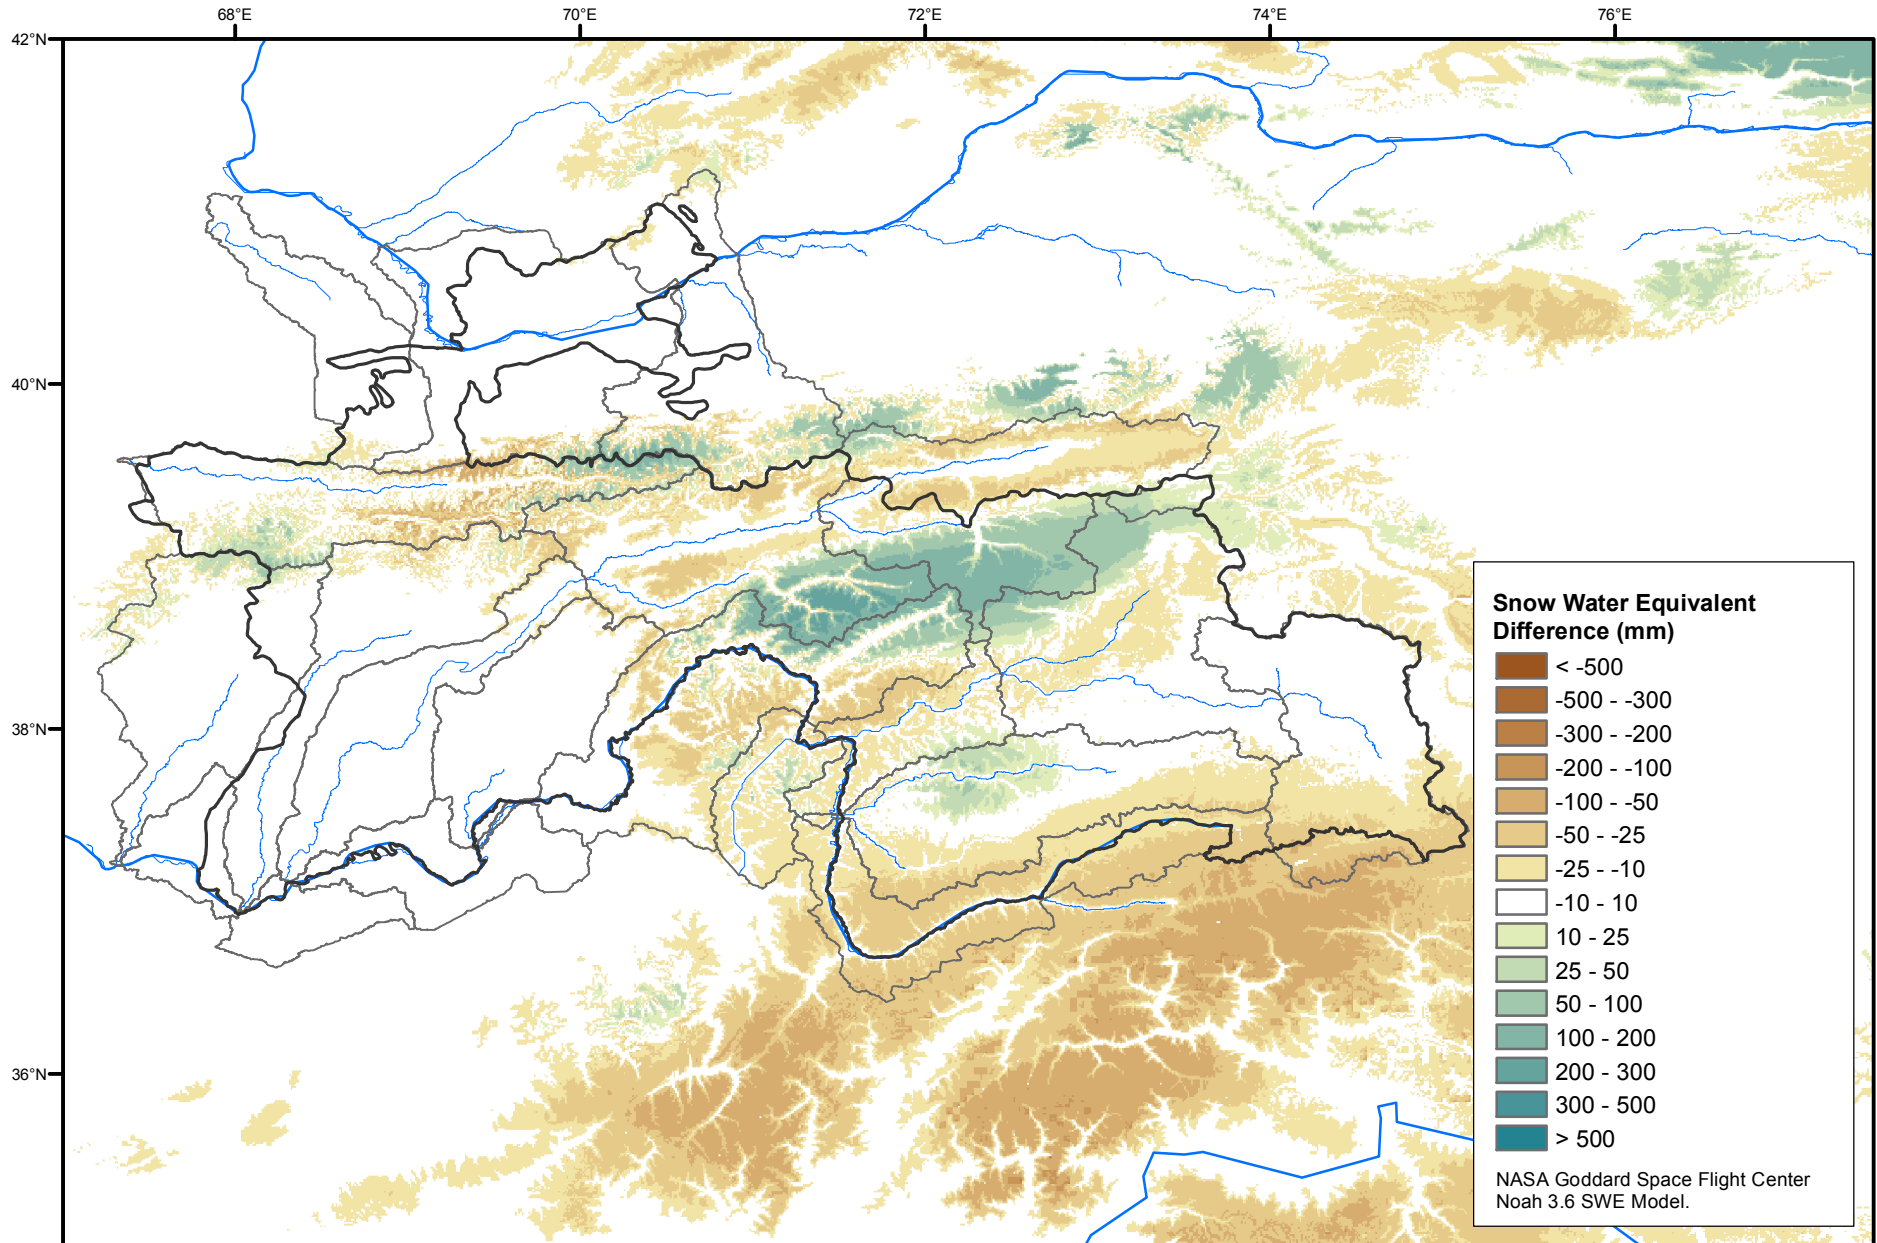 68°E 70°E 72°E 74°E 76°E
42°N
40°N
38°N
36°N
Snow Water Equivalent
Difference (mm)
< -500
-500 - -300
-300 - -200
-200 - -100
-100 - -50
-50 - -25
-25 - -10
-10 - 10
10 - 25
25 - 50
50 - 100
100 - 200
200 - 300
300 - 500
> 500
NASA Goddard Space Flight Center
Noah 3.6 SWE Model.